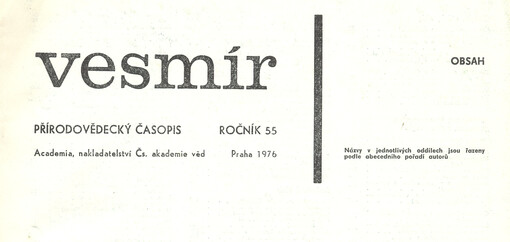 vesmír
PŘÍRODOVĚDECKÝ ČASOPIS ROČNÍK 55
Academia, nakladatelství Čs. akademie věd Praha 1976
OBSAH
Názvy v jednotlivých oddílech jsou řazeny
podle abecedního pořadí autorů